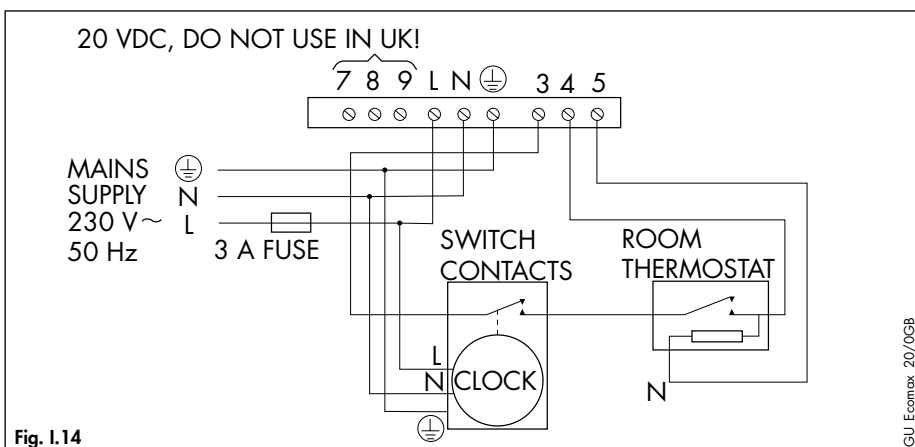 20 VDC, DO NOT USE IN UK!
7 8 9 L N 3 4 5
MAINS
SUPPLY N
230 V~ L
50 Hz
3 A FUSE
SWITCH
CONTACTS
ROOM
THERMOSTAT
L
N CLOCK
N
Fig. I.14
GU Ecomax 20/0GB